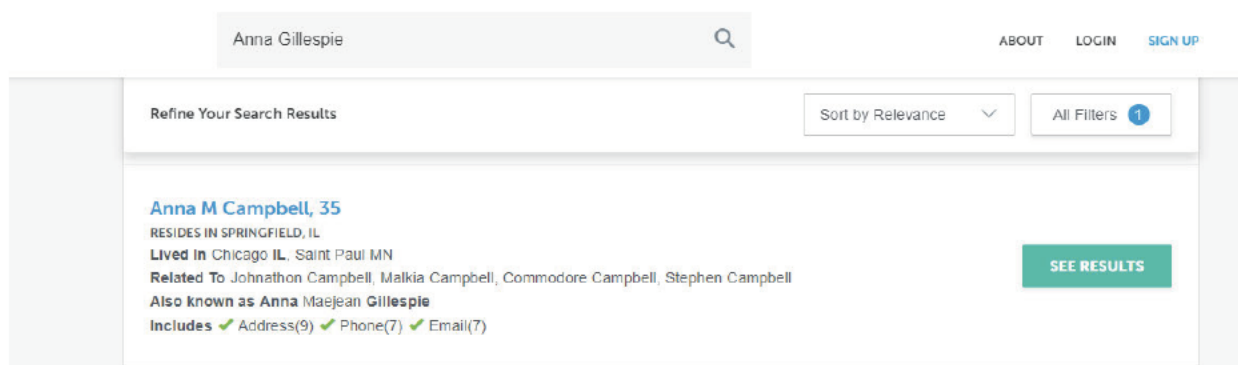 Anna Gillespie
ABOUT LOGIN SIGN UP
Refine Your Search Results
Sort by Relevance
All Filters 1
Anna M Campbell, 35
RESIDES IN SPRINGFIELD, IL
Lived In Chicago IL, Saint Paul MN
Related To Johnathon Campbell, Malkia Campbell, Commodore Campbell, Stephen Campbell
Also known as Anna Maejean Gillespie
Includes ✔ Address(9) ✔ Phone(7) ✔ Email(7)
SEE RESULTS